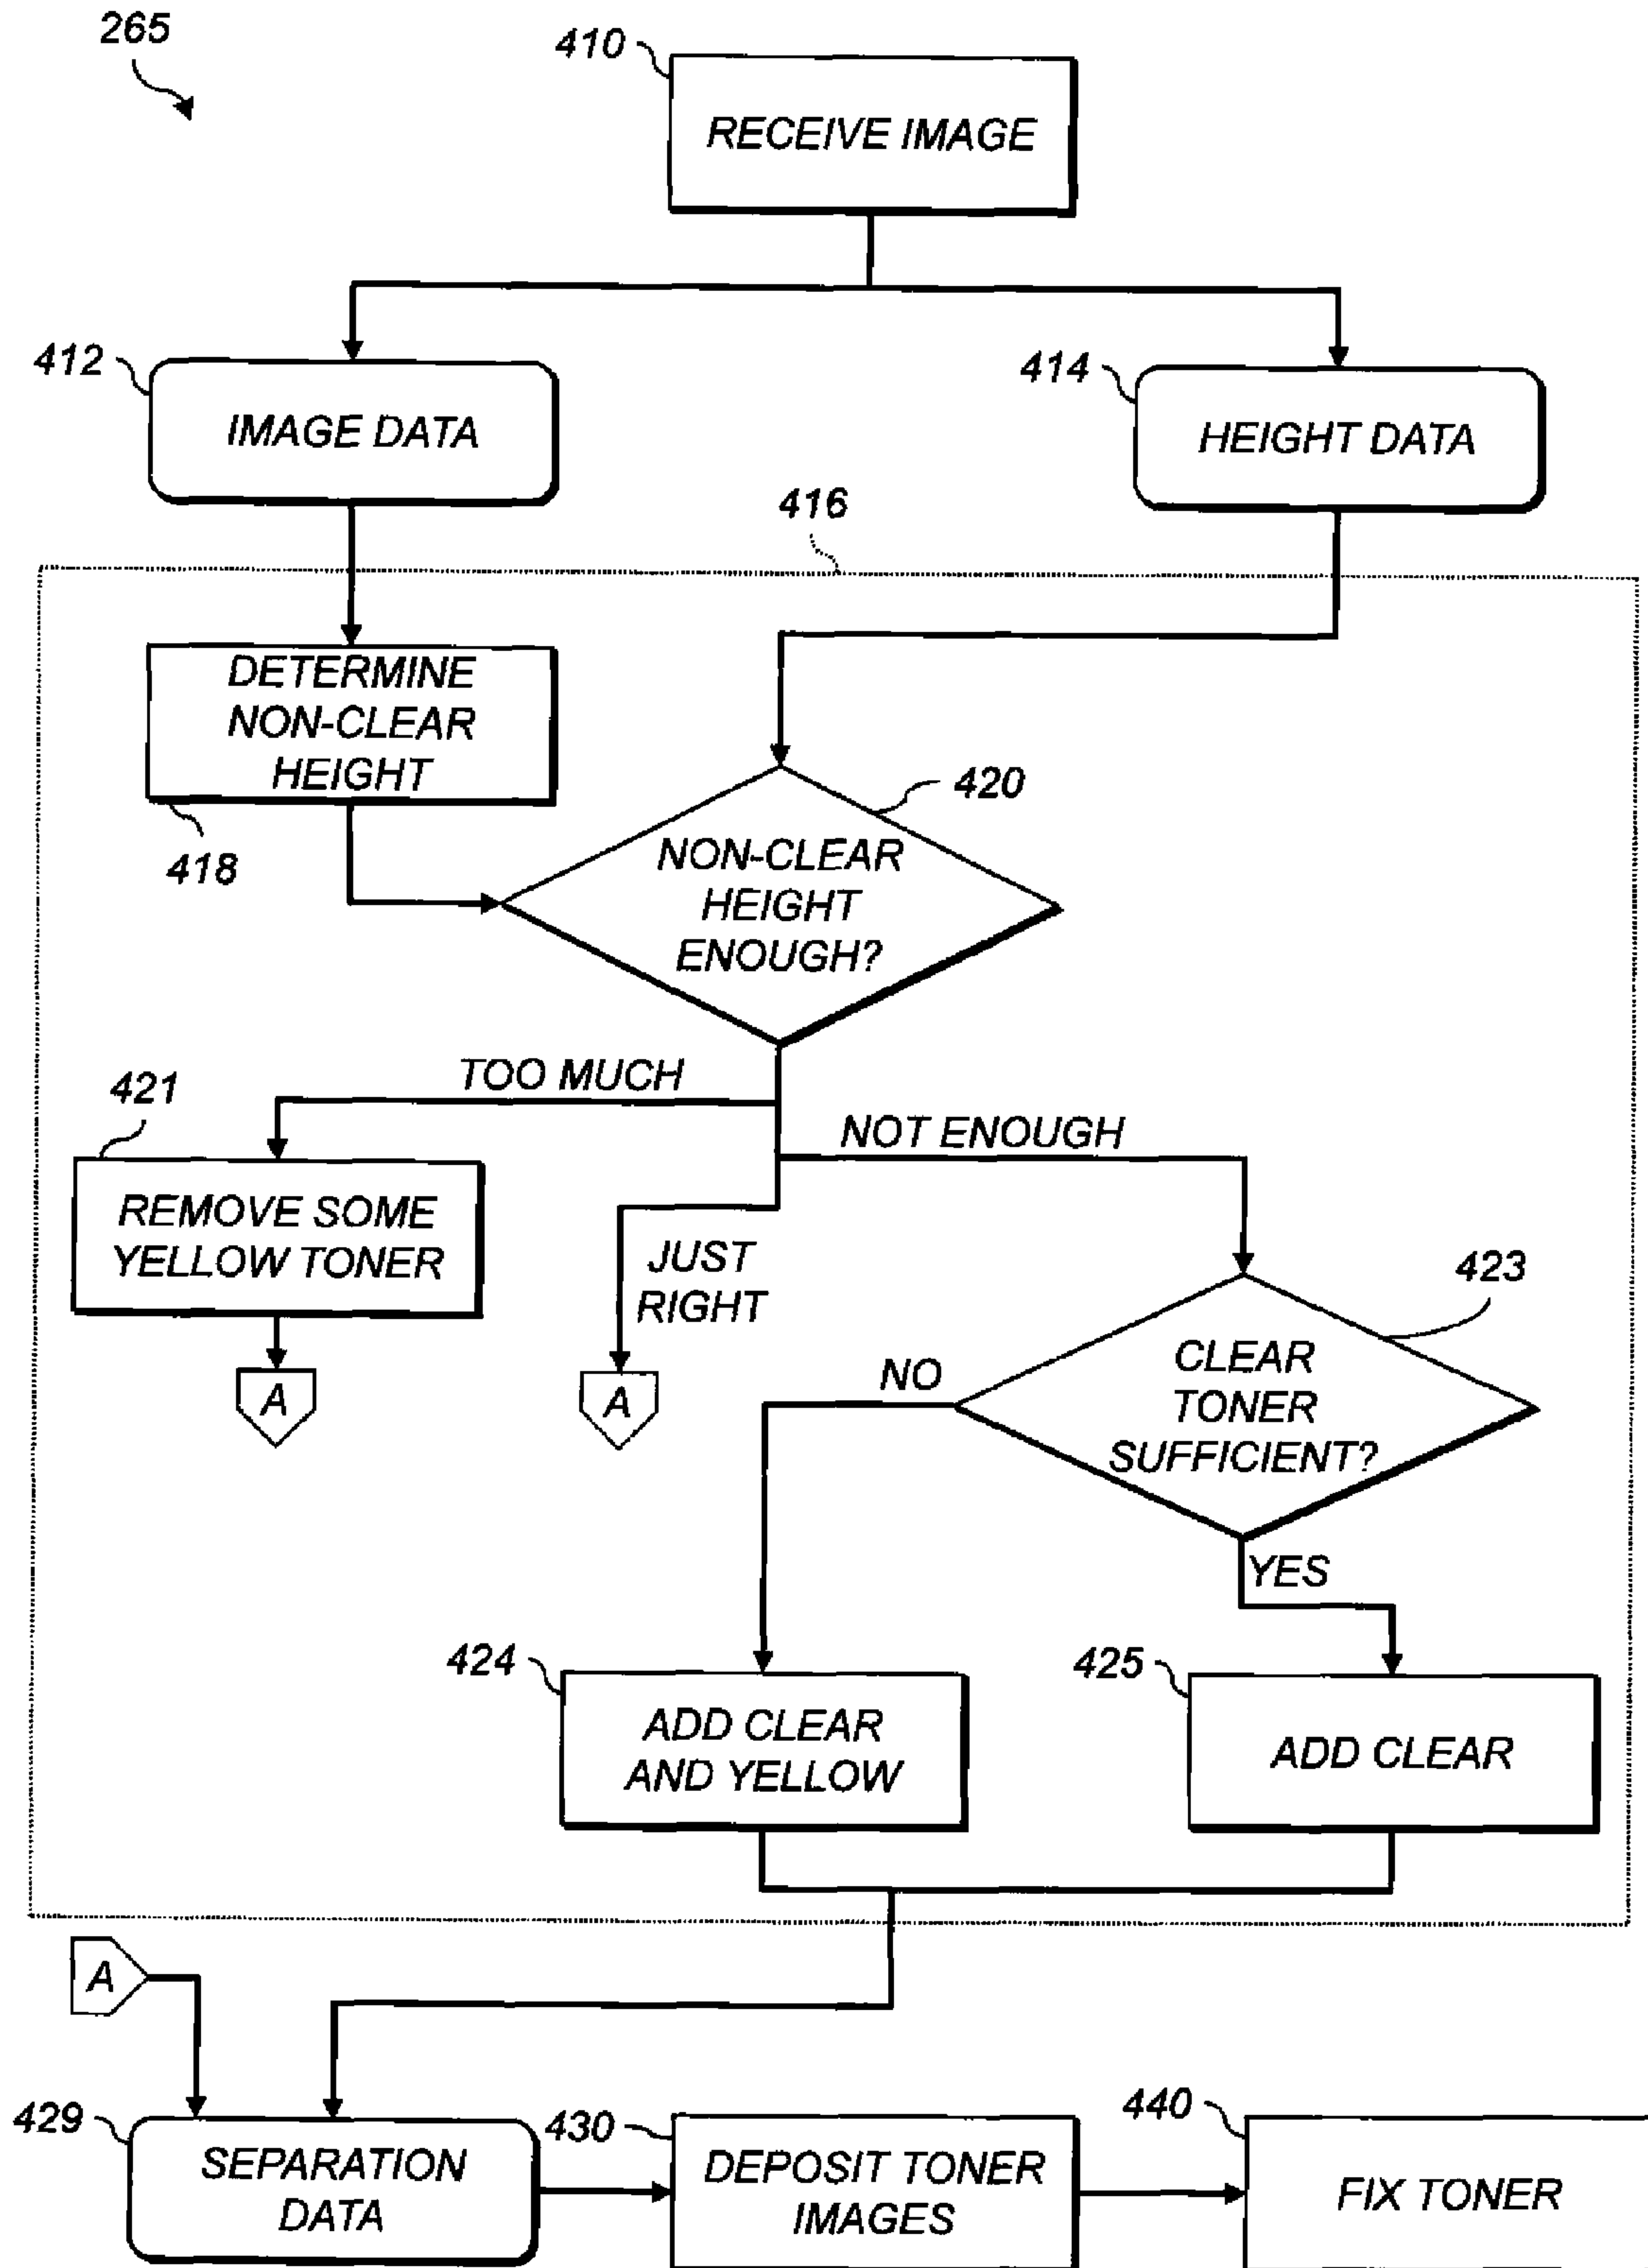 265
410
RECEIVE IMAGE
412
IMAGE DATA
414
HEIGHT DATA
416
DETERMINE
NON-CLEAR
HEIGHT
418
420
NON-CLEAR
HEIGHT
ENOUGH?
TOO MUCH
421
NOT ENOUGH
REMOVE SOME
YELLOW TONER
JUST
RIGHT
423
A
A
NO
CLEAR
TONER
SUFFICIENT?
YES
424
ADD CLEAR
AND YELLOW
425
ADD CLEAR
A
429
SEPARATION
DATA
430
DEPOSIT TONER
IMAGES
440
FIX TONER